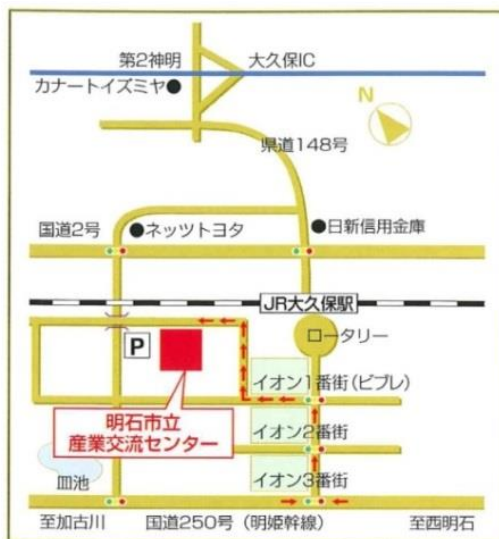 第2神明
大久保IC
カナートイズミヤ●
N
県道148号
国道2号
●ネッツトヨタ
●日新信用金庫
JR大久保駅
P
ロータリー
イオン1番街(ビブレ)
明石市立
産業交流センター
イオン2番街
皿池
イオン3番街
至加古川
国道250号(明姫幹線)
至西明石